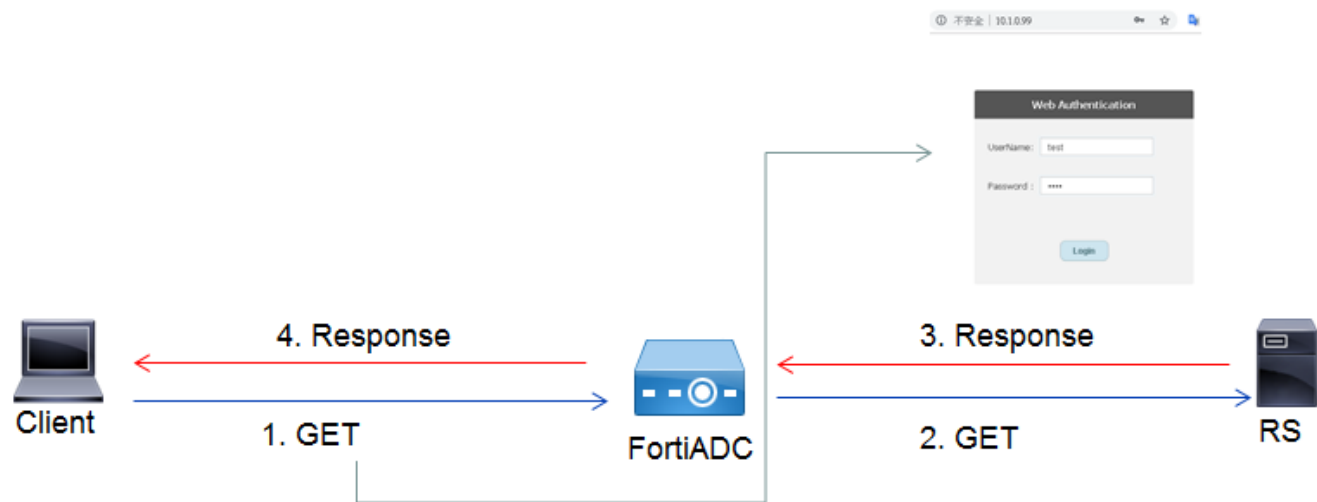 不安全 | 10.1.0.99
Web Authentication
UserName: test
Password : ••••
Login
4. Response
3. Response
Client
1. GET
FortiADC
2. GET
RS